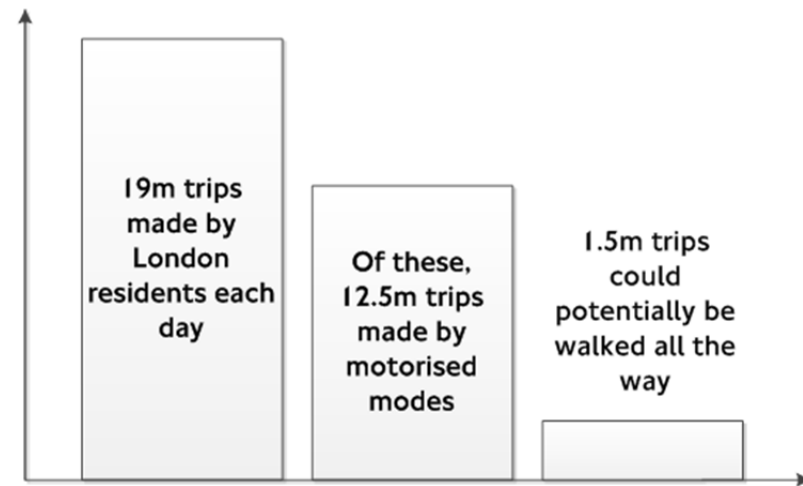 19m trips
made by
London
residents each
day
Of these,
12.5m trips
made by
motorised
modes
1.5m trips
could
potentially be
walked all the
way